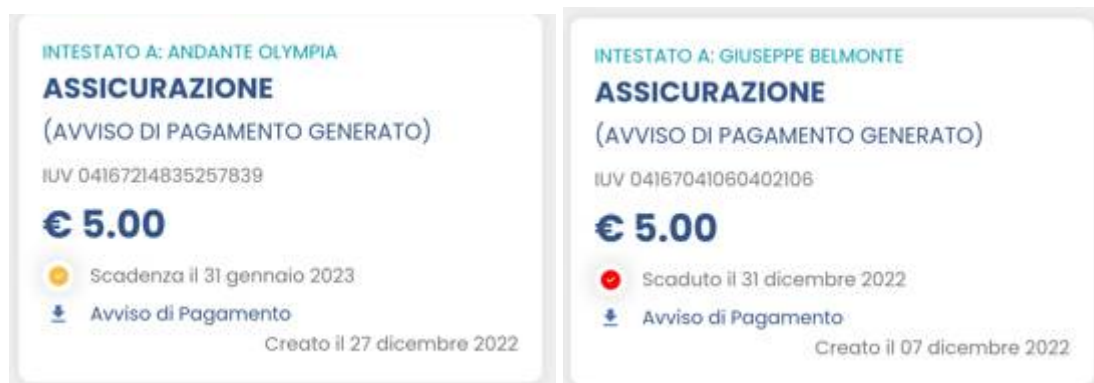 INTESTATO A: ANDANTE OLYMPIA
ASSICURAZIONE
(AVVISO DI PAGAMENTO GENERATO)
IUV 04167214835257839
€ 5.00
Scadenza il 31 gennaio 2023
Avviso di Pagamento
Creato il 27 dicembre 2022
INTESTATO A: GIUSEPPE BELMONTE
ASSICURAZIONE
(AVVISO DI PAGAMENTO GENERATO)
IUV 04167041060402106
€ 5.00
Scaduto il 31 dicembre 2022
Avviso di Pagamento
Creato il 07 dicembre 2022